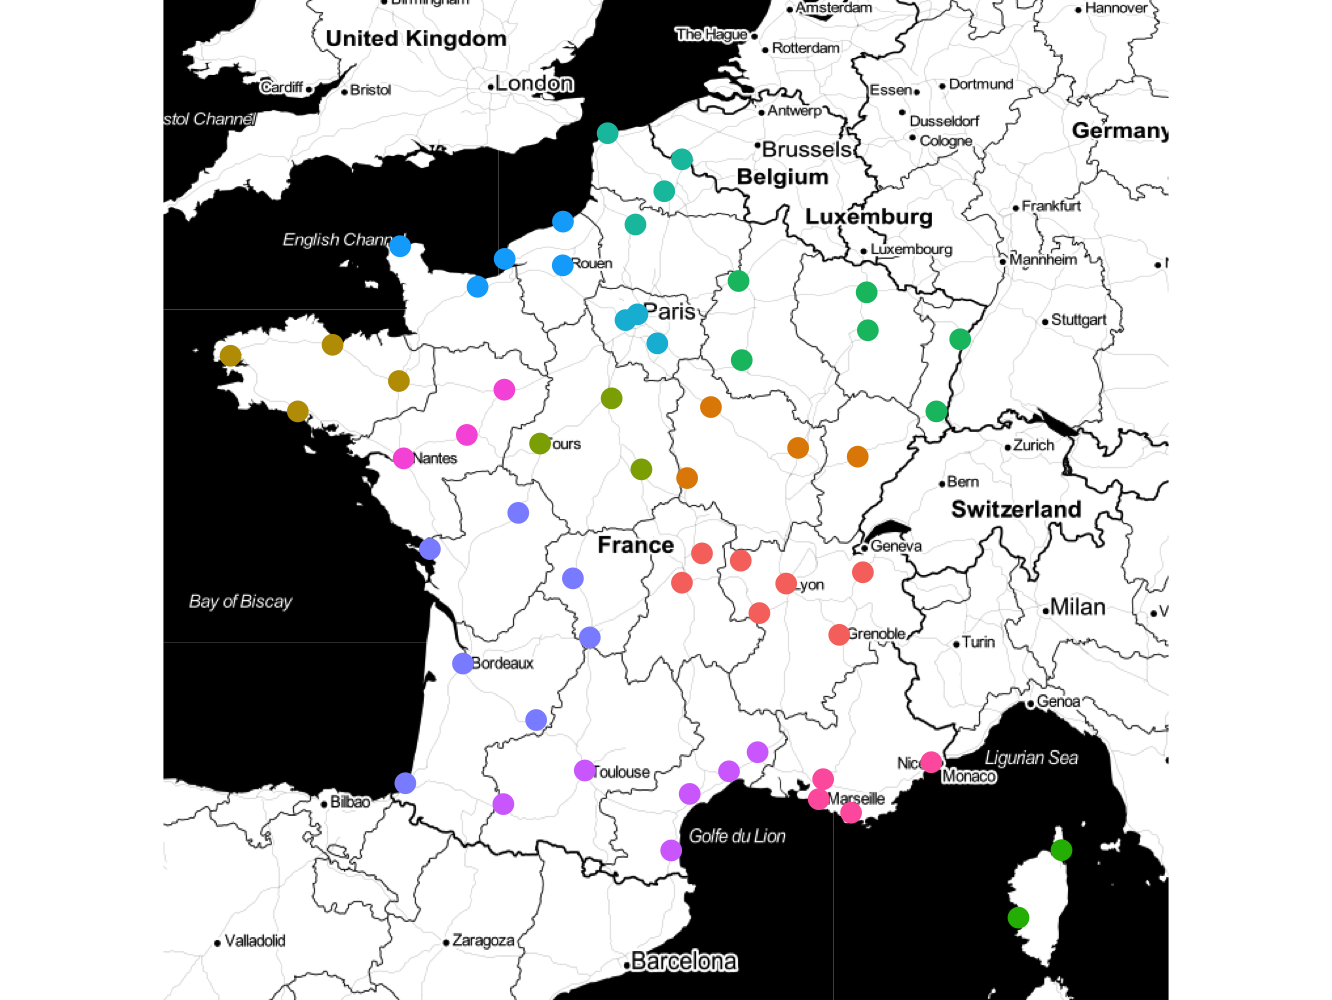 Birmingham
Amsterdam
Hannover
United Kingdom
The Hague
Rotterdam
London
Cardiff
Bristol
Essen
Dortmund
stol Channel
Antwerp
Dusseldorf
Germany
Cologne
Brussels
Belgium
Frankfurt
Luxemburg
English Channel
Luxembourg
Rouen
Mannheim
Paris
Stuttgart
Tours
Zurich
Nantes
Bern
Switzerland
France
Geneva
Lyon
Bay of Biscay
Milan
V
Grenoble
Turin
Bordeaux
Genoa
Ligurian Sea
Nice
Toulouse
Monaco
Bilbao
Marseille
Golfe du Lion
Valladolid
Zaragoza
Barcelona